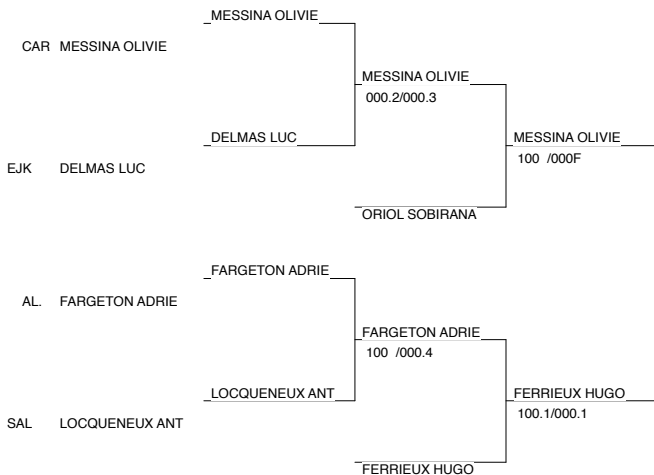 MESSINA OLIVIE
CAR MESSINA OLIVIE
MESSINA OLIVIE
000.2/000.3
DELMAS LUC
MESSINA OLIVIE
100 /000F
EJK DELMAS LUC
ORIOL SOBIRANA
FARGETON ADRIE
AL. FARGETON ADRIE
FARGETON ADRIE
100 /000.4
LOCQUENEUX ANT
FERRIEUX HUGO
100.1/000.1
SAL LOCQUENEUX ANT
FERRIEUX HUGO